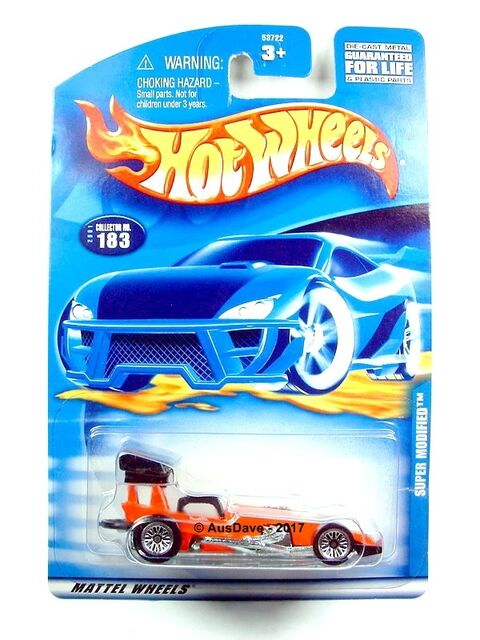 53722
3+
WARNING:
CHOKING HAZARD –
Small parts. Not for
children under 3 years.
DIE-CAST METAL
GUARANTEED
FOR LIFE
& PLASTIC PARTS
HOT WHEELS
2001
COLLECTOR NO.
183
SUPER MODIFIED™
© AusDave - 2017
MATTEL WHEELS